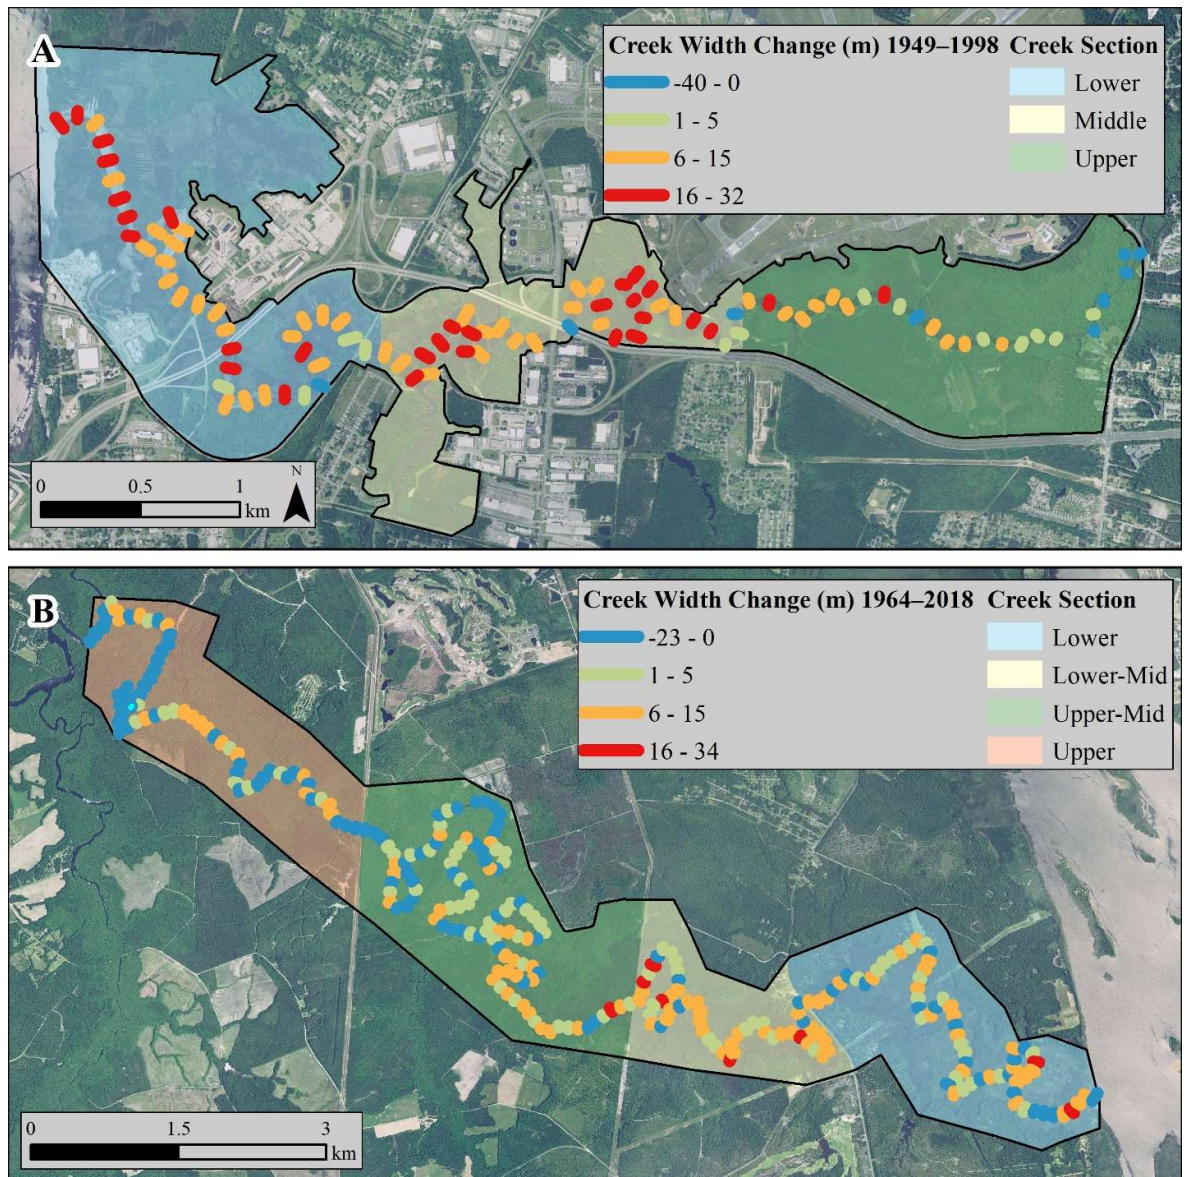 A
Creek Width Change (m) 1949–1998 Creek Section
-40 - 0 Lower
1 - 5 Middle
6 - 15 Upper
16 - 32
N
0 0.5 1
km
B
Creek Width Change (m) 1964–2018 Creek Section
-23 - 0 Lower
1 - 5 Lower-Mid
6 - 15 Upper-Mid
16 - 34 Upper
0 1.5 3
km